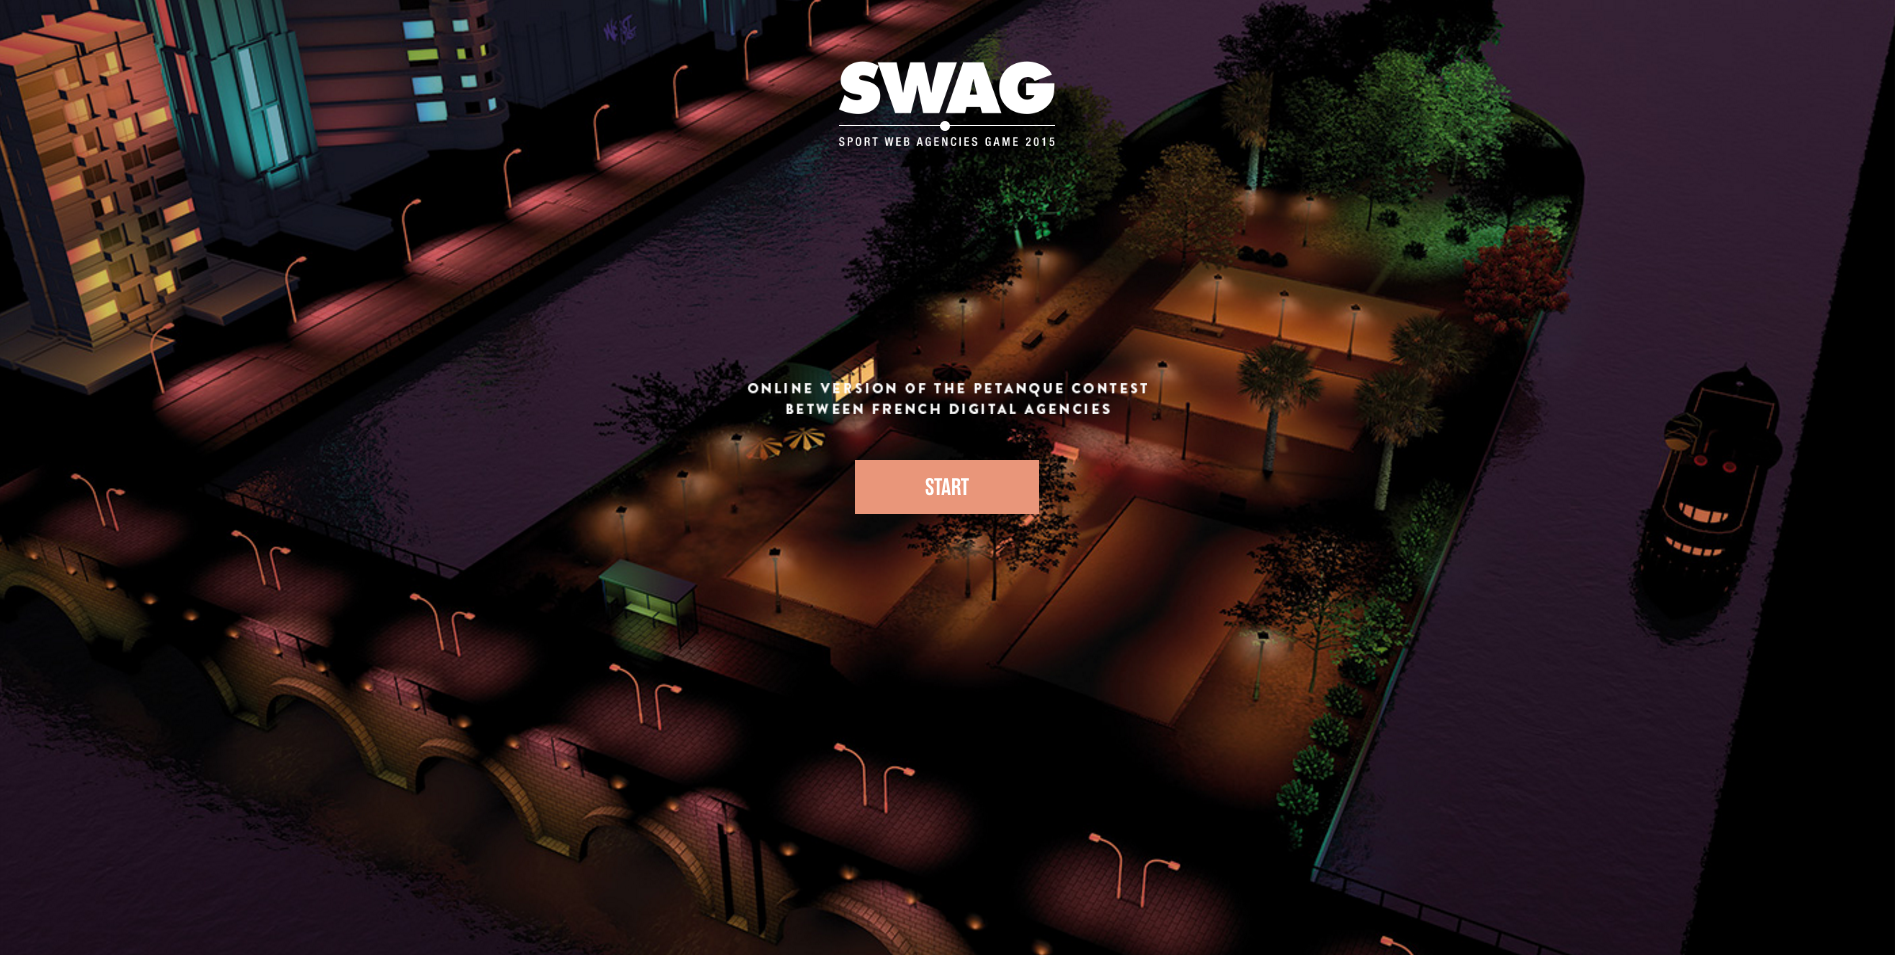 SWAG
SPORT WEB AGENCIES GAME 2015
ONLINE VERSION OF THE PETANQUE CONTEST
BETWEEN FRENCH DIGITAL AGENCIES
START